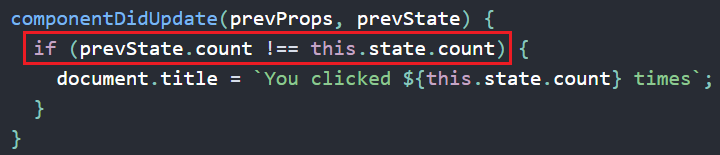 componentDidUpdate(prevProps, prevState) {
  if (prevState.count !== this.state.count) {
    document.title = `You clicked ${this.state.count} times`;
  }
}